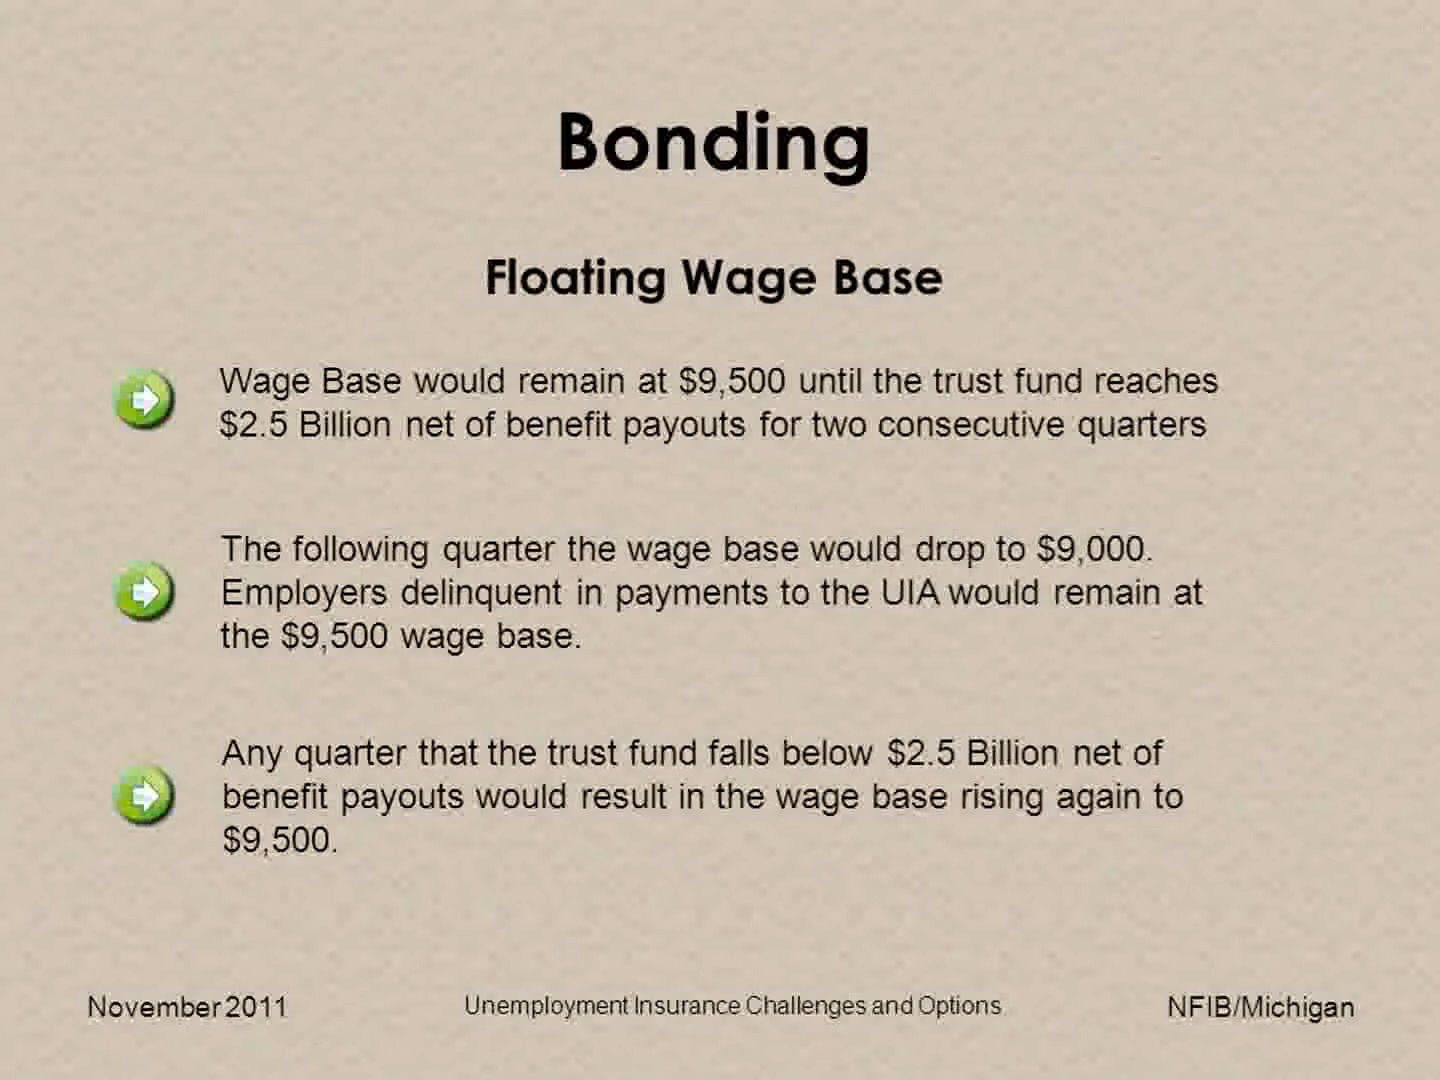 Bonding
Floating Wage Base
Wage Base would remain at $9,500 until the trust fund reaches
$2.5 Billion net of benefit payouts for two consecutive quarters
The following quarter the wage base would drop to $9,000.
Employers delinquent in payments to the UIA would remain at
the $9,500 wage base.
Any quarter that the trust fund falls below $2.5 Billion net of
benefit payouts would result in the wage base rising again to
$9,500.
November 2011
Unemployment Insurance Challenges and Options
NFIB/Michigan